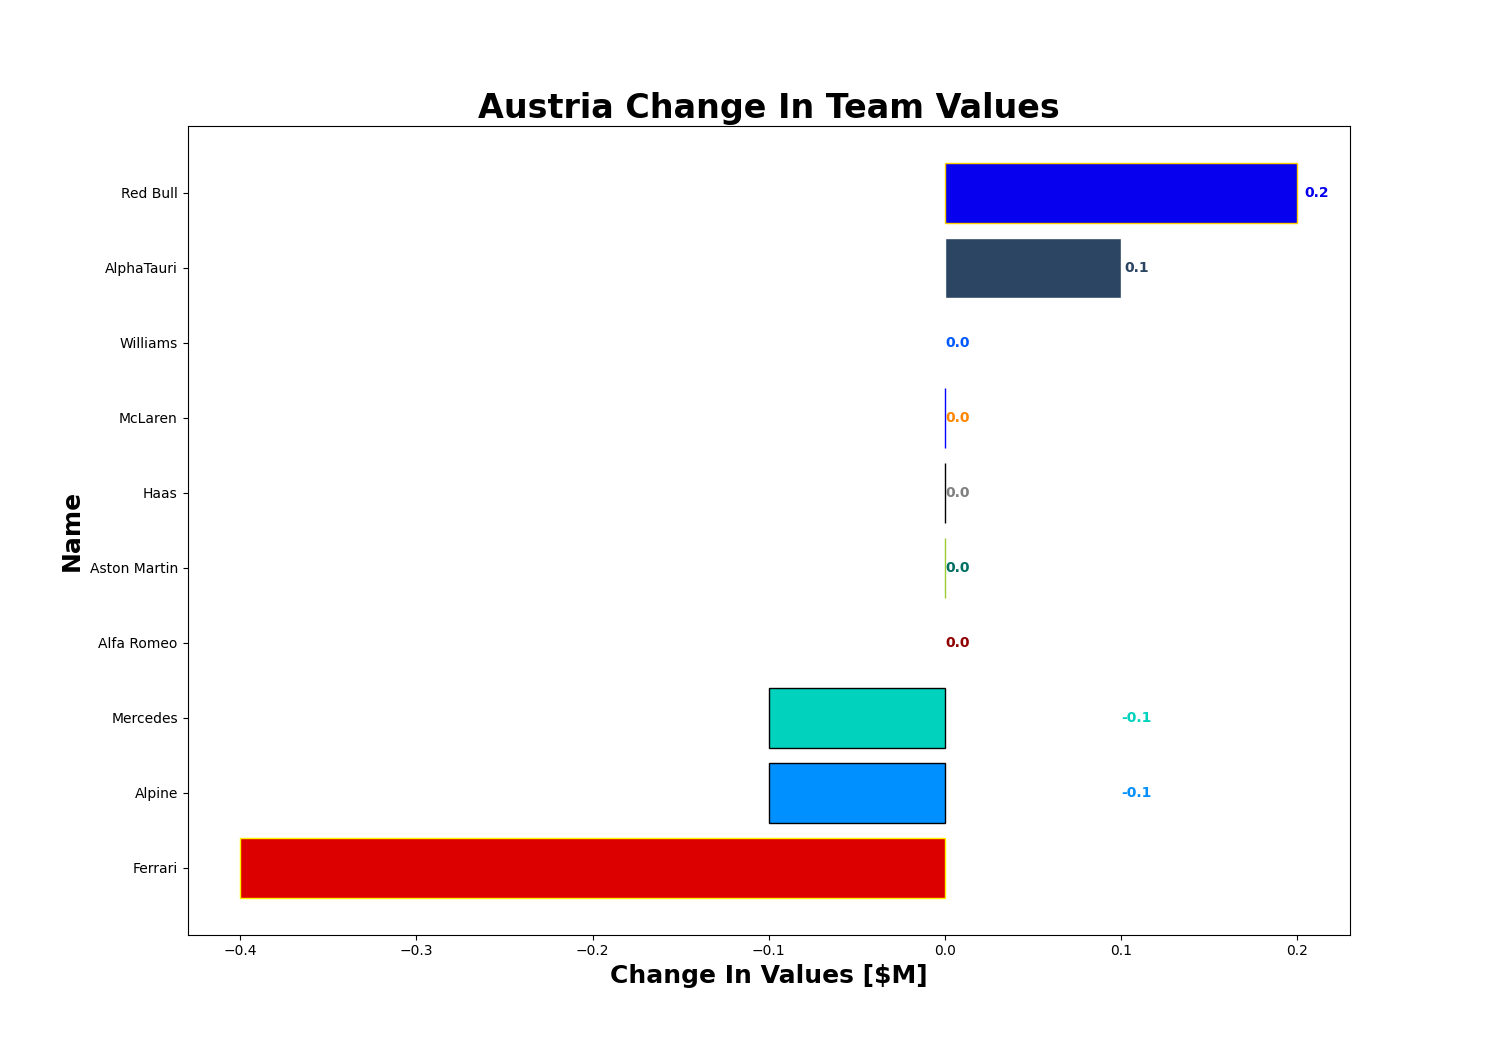 Austria Change In Team Values
Red Bull 0.2
AlphaTauri 0.1
Williams 0.0
McLaren 0.0
Haas 0.0
Aston Martin 0.0
Alfa Romeo 0.0
Mercedes -0.1
Alpine -0.1
Ferrari
Name
−0.4 −0.3 −0.2 −0.1 0.0 0.1 0.2
Change In Values [$M]